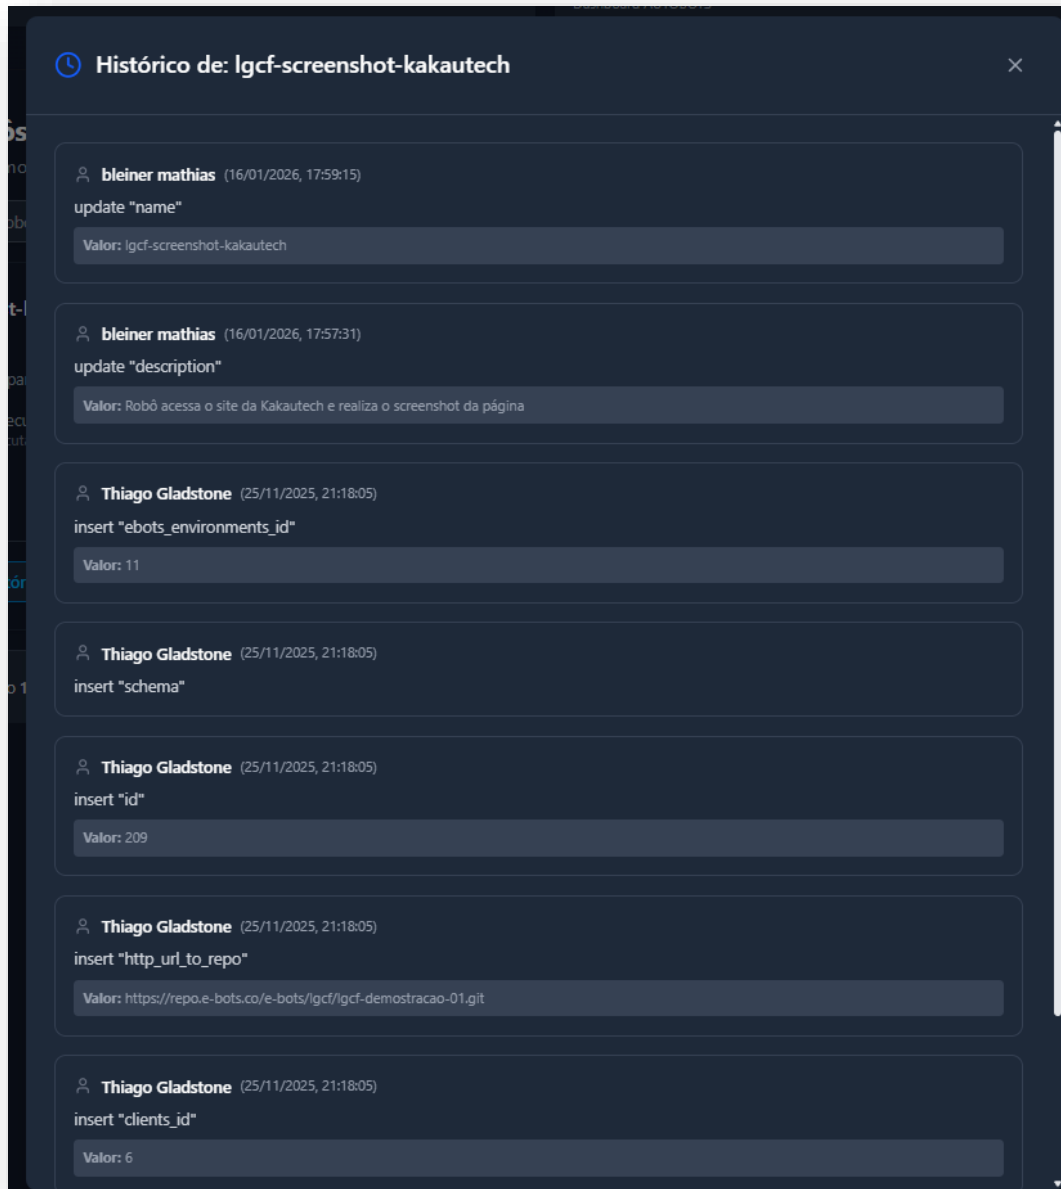 Histórico de: lgcf-screenshot-kakautech
bleiner mathias (16/01/2026, 17:59:15)
update "name"
Valor: lgcf-screenshot-kakautech
bleiner mathias (16/01/2026, 17:57:31)
update "description"
Valor: Robô acessa o site da Kakautech e realiza o screenshot da página
Thiago Gladstone (25/11/2025, 21:18:05)
insert "ebots_environments_id"
Valor: 11
Thiago Gladstone (25/11/2025, 21:18:05)
insert "schema"
Thiago Gladstone (25/11/2025, 21:18:05)
insert "id"
Valor: 209
Thiago Gladstone (25/11/2025, 21:18:05)
insert "http_url_to_repo"
Valor: https://repo.e-bots.co/e-bots/lgcf/lgcf-demostracao-01.git
Thiago Gladstone (25/11/2025, 21:18:05)
insert "clients_id"
Valor: 6